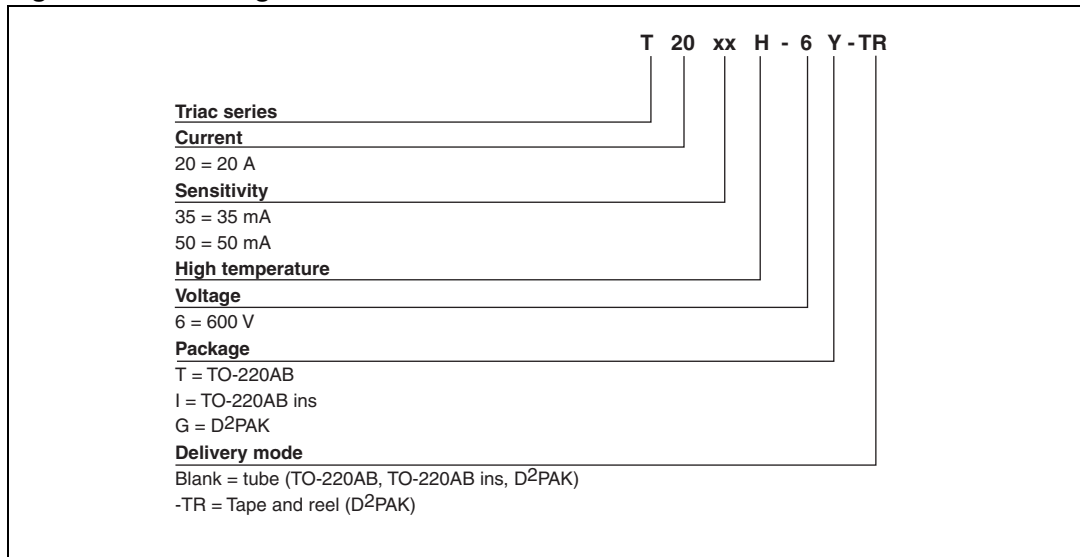 T 20 xx H - 6 Y - TR
Triac series
Current
20 = 20 A
Sensitivity
35 = 35 mA
50 = 50 mA
High temperature
Voltage
6 = 600 V
Package
T = TO-220AB
I = TO-220AB ins
G = D2PAK
Delivery mode
Blank = tube (TO-220AB, TO-220AB ins, D2PAK)
-TR = Tape and reel (D2PAK)